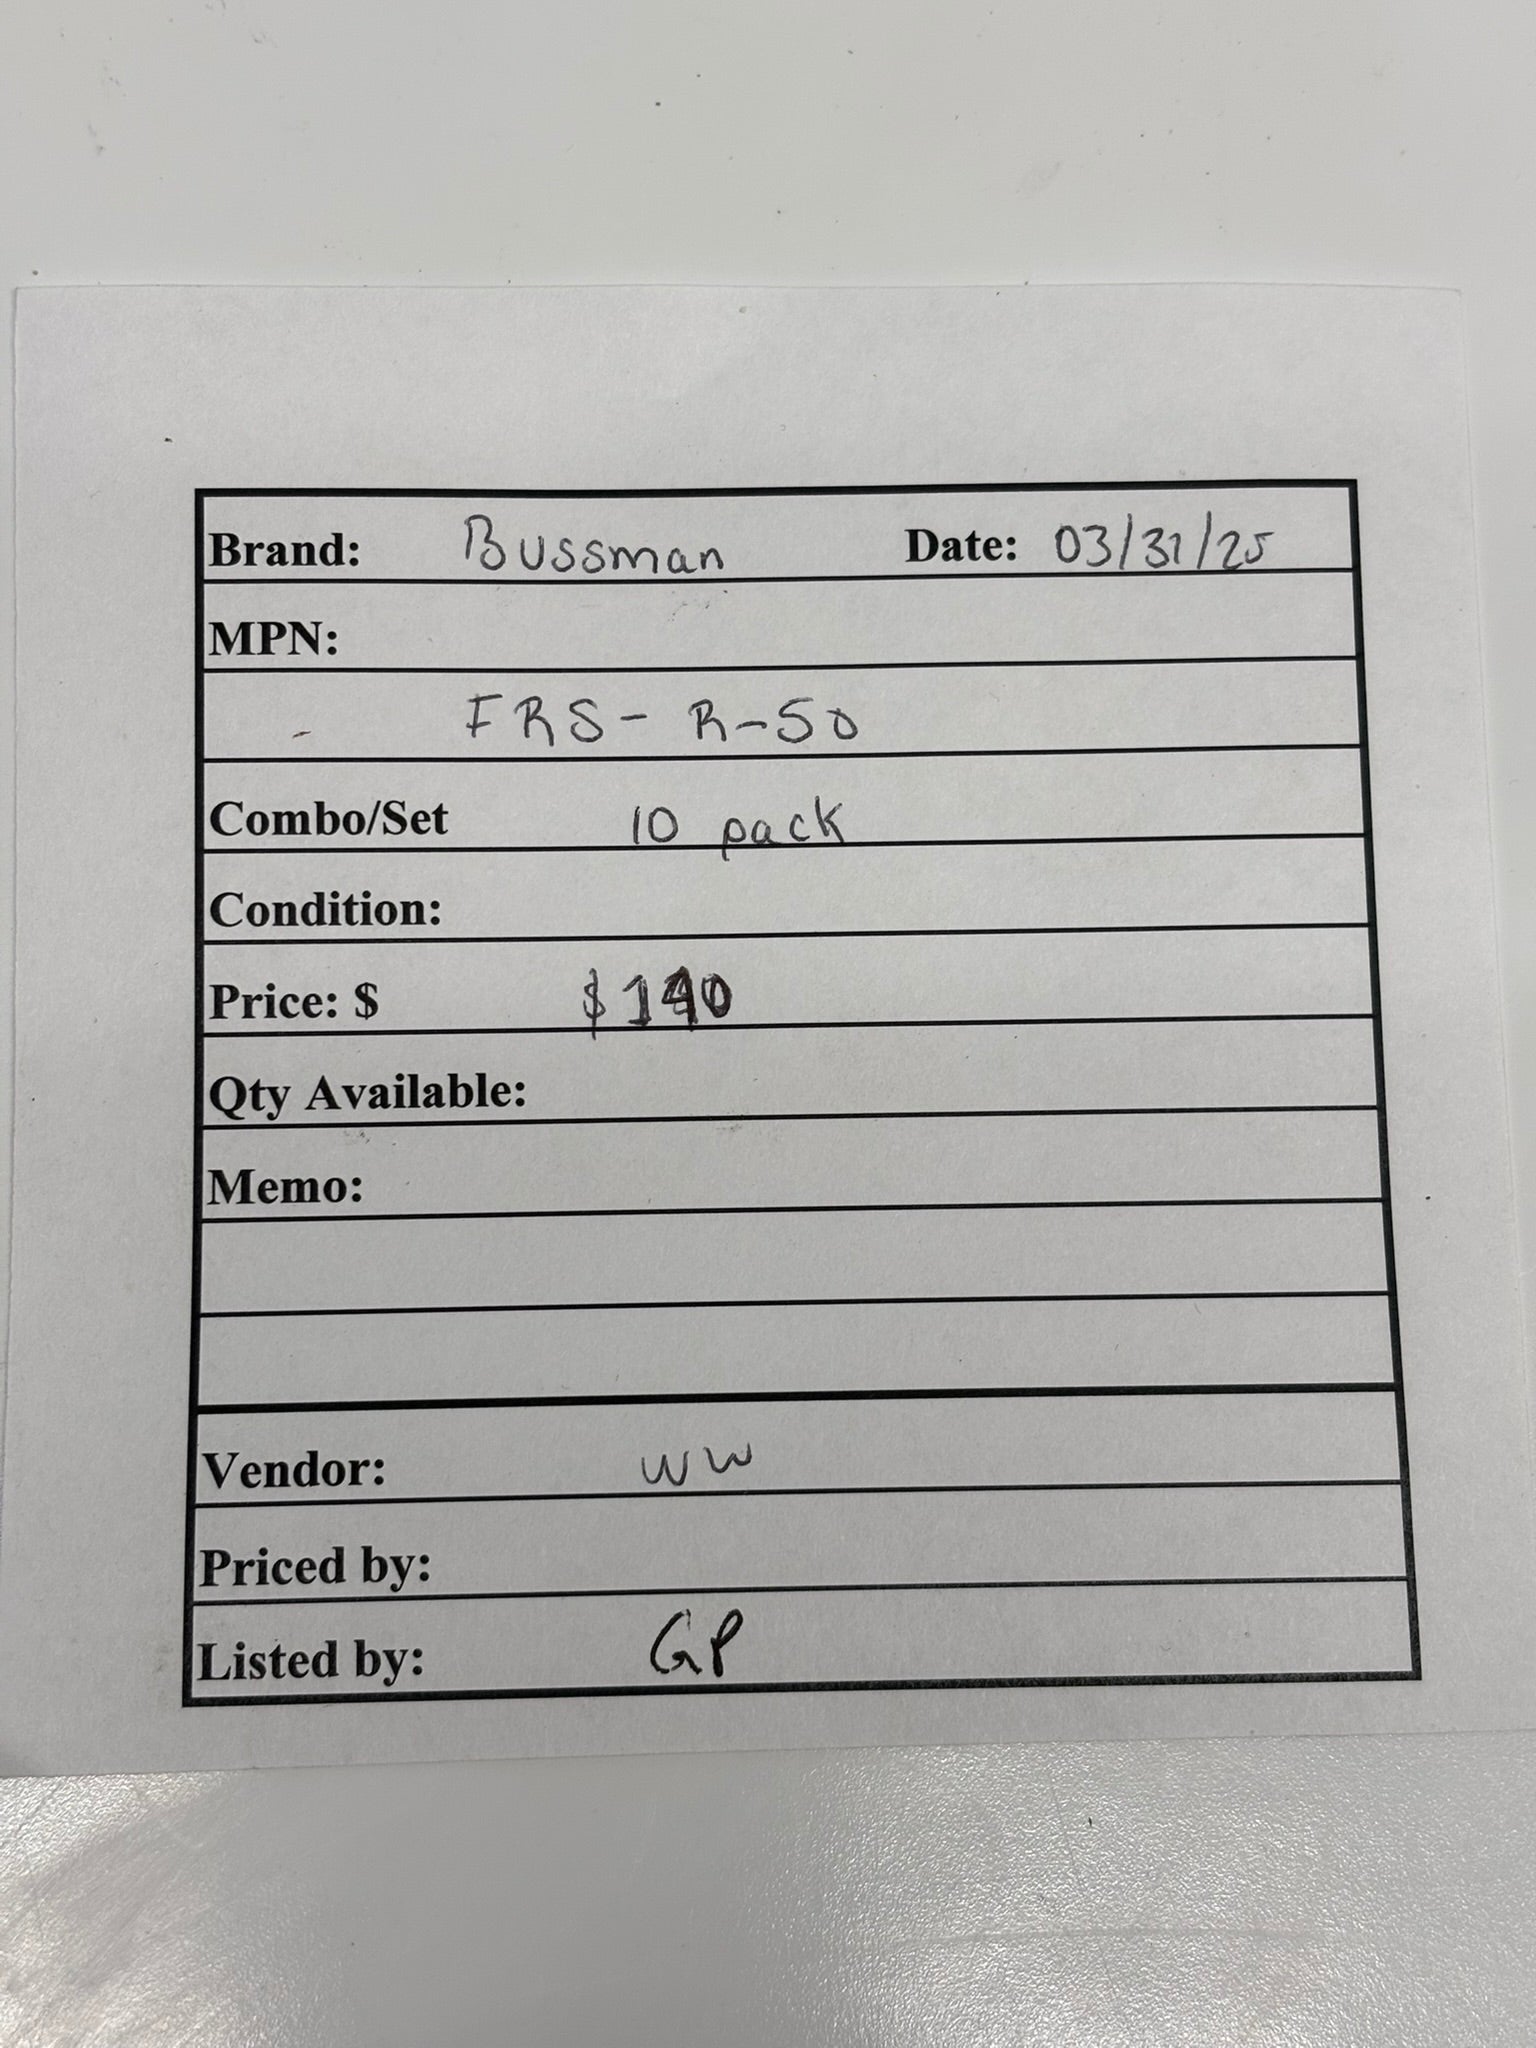 Brand: Bussman Date: 03/31/25
MPN:
FRS- R-50
Combo/Set 10 pack
Condition:
Price: $
Qty Available:
Memo:
Vendor: WW
Priced by:
Listed by: GP